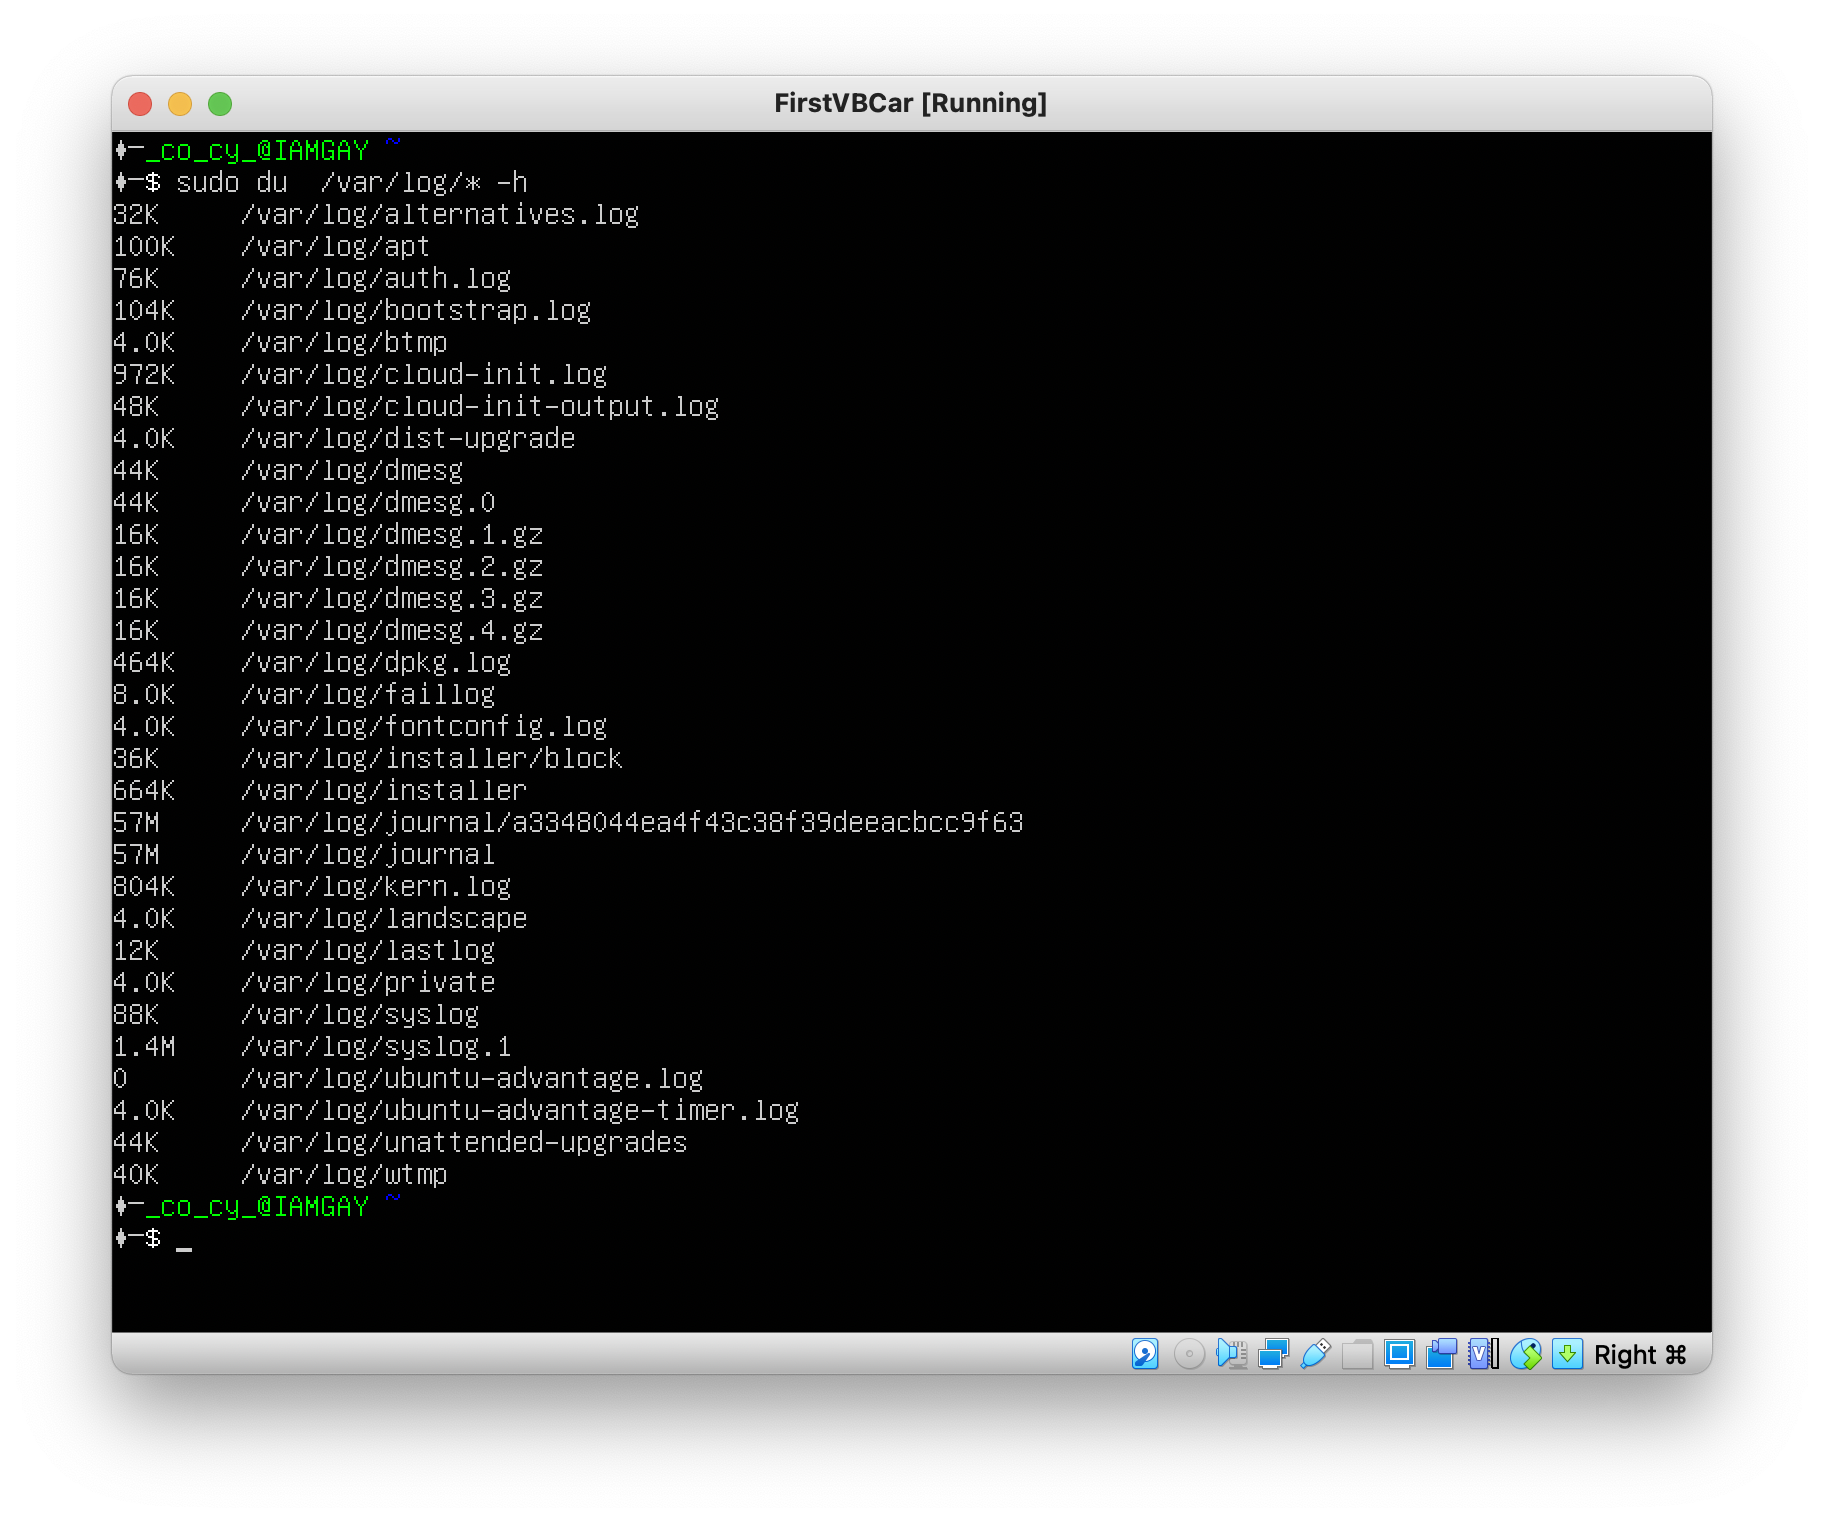 FirstVBCar [Running]
_co_cy_@IAMGAY ~
$ sudo du  /var/log/* -h
32K /var/log/alternatives.log
100K /var/log/apt
76K /var/log/auth.log
104K /var/log/bootstrap.log
4.0K /var/log/btmp
972K /var/log/cloud-init.log
48K /var/log/cloud-init-output.log
4.0K /var/log/dist-upgrade
44K /var/log/dmesg
44K /var/log/dmesg.0
16K /var/log/dmesg.1.gz
16K /var/log/dmesg.2.gz
16K /var/log/dmesg.3.gz
16K /var/log/dmesg.4.gz
464K /var/log/dpkg.log
8.0K /var/log/faillog
4.0K /var/log/fontconfig.log
36K /var/log/installer/block
664K /var/log/installer
57M /var/log/journal/a3348044ea4f43c38f39deeacbcc9f63
57M /var/log/journal
804K /var/log/kern.log
4.0K /var/log/landscape
12K /var/log/lastlog
4.0K /var/log/private
88K /var/log/syslog
1.4M /var/log/syslog.1
0 /var/log/ubuntu-advantage.log
4.0K /var/log/ubuntu-advantage-timer.log
44K /var/log/unattended-upgrades
40K /var/log/wtmp
_co_cy_@IAMGAY ~
$ _
Right ⌘